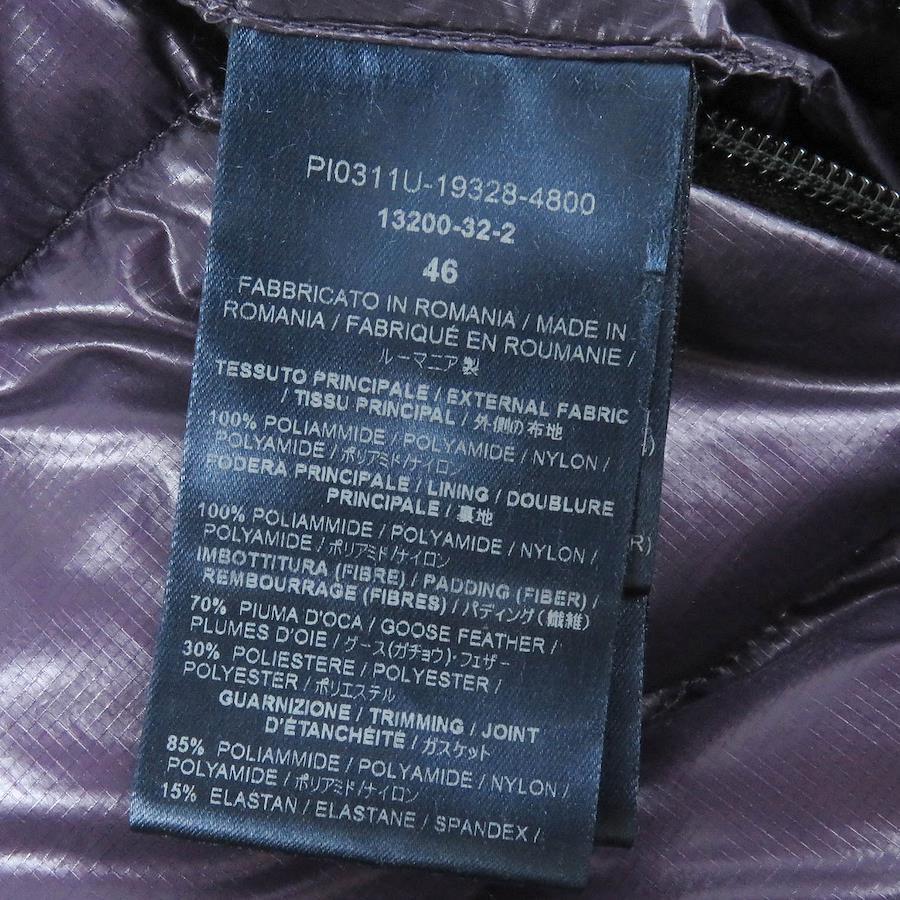 PI0311U-19328-4800
13200-32-2
46
FABBRICATO IN ROMANIA / MADE IN
ROMANIA / FABRIQUÉ EN ROUMANIE /
ルーマニア製
TESSUTO PRINCIPALE / EXTERNAL FABRIC
/ TISSU PRINCIPAL / 外側の布地
100% POLIAMMIDE / POLYAMIDE / NYLON /
POLYAMIDE / ポリアミド/ナイロン
FODERA PRINCIPALE / LINING / DOUBLURE
PRINCIPALE / 裏地
100% POLIAMMIDE / POLYAMIDE / NYLON /
POLYAMIDE / ポリアミド/ナイロン
IMBOTTITURA (FIBRE) / PADDING (FIBER) /
REMBOURRAGE (FIBRES) / パディング(繊維)
70% PIUMA D'OCA / GOOSE FEATHER /
PLUMES D'OIE / グース(ガチョウ)・フェザー
30% POLIESTERE / POLYESTER /
POLYESTER / ポリエステル
GUARNIZIONE / TRIMMING / JOINT
D'ÉTANCHÉITÉ / ガスケット
85% POLIAMMIDE / POLYAMIDE / NYLON /
POLYAMIDE / ポリアミド/ナイロン
15% ELASTAN / ELASTANE / SPANDEX /